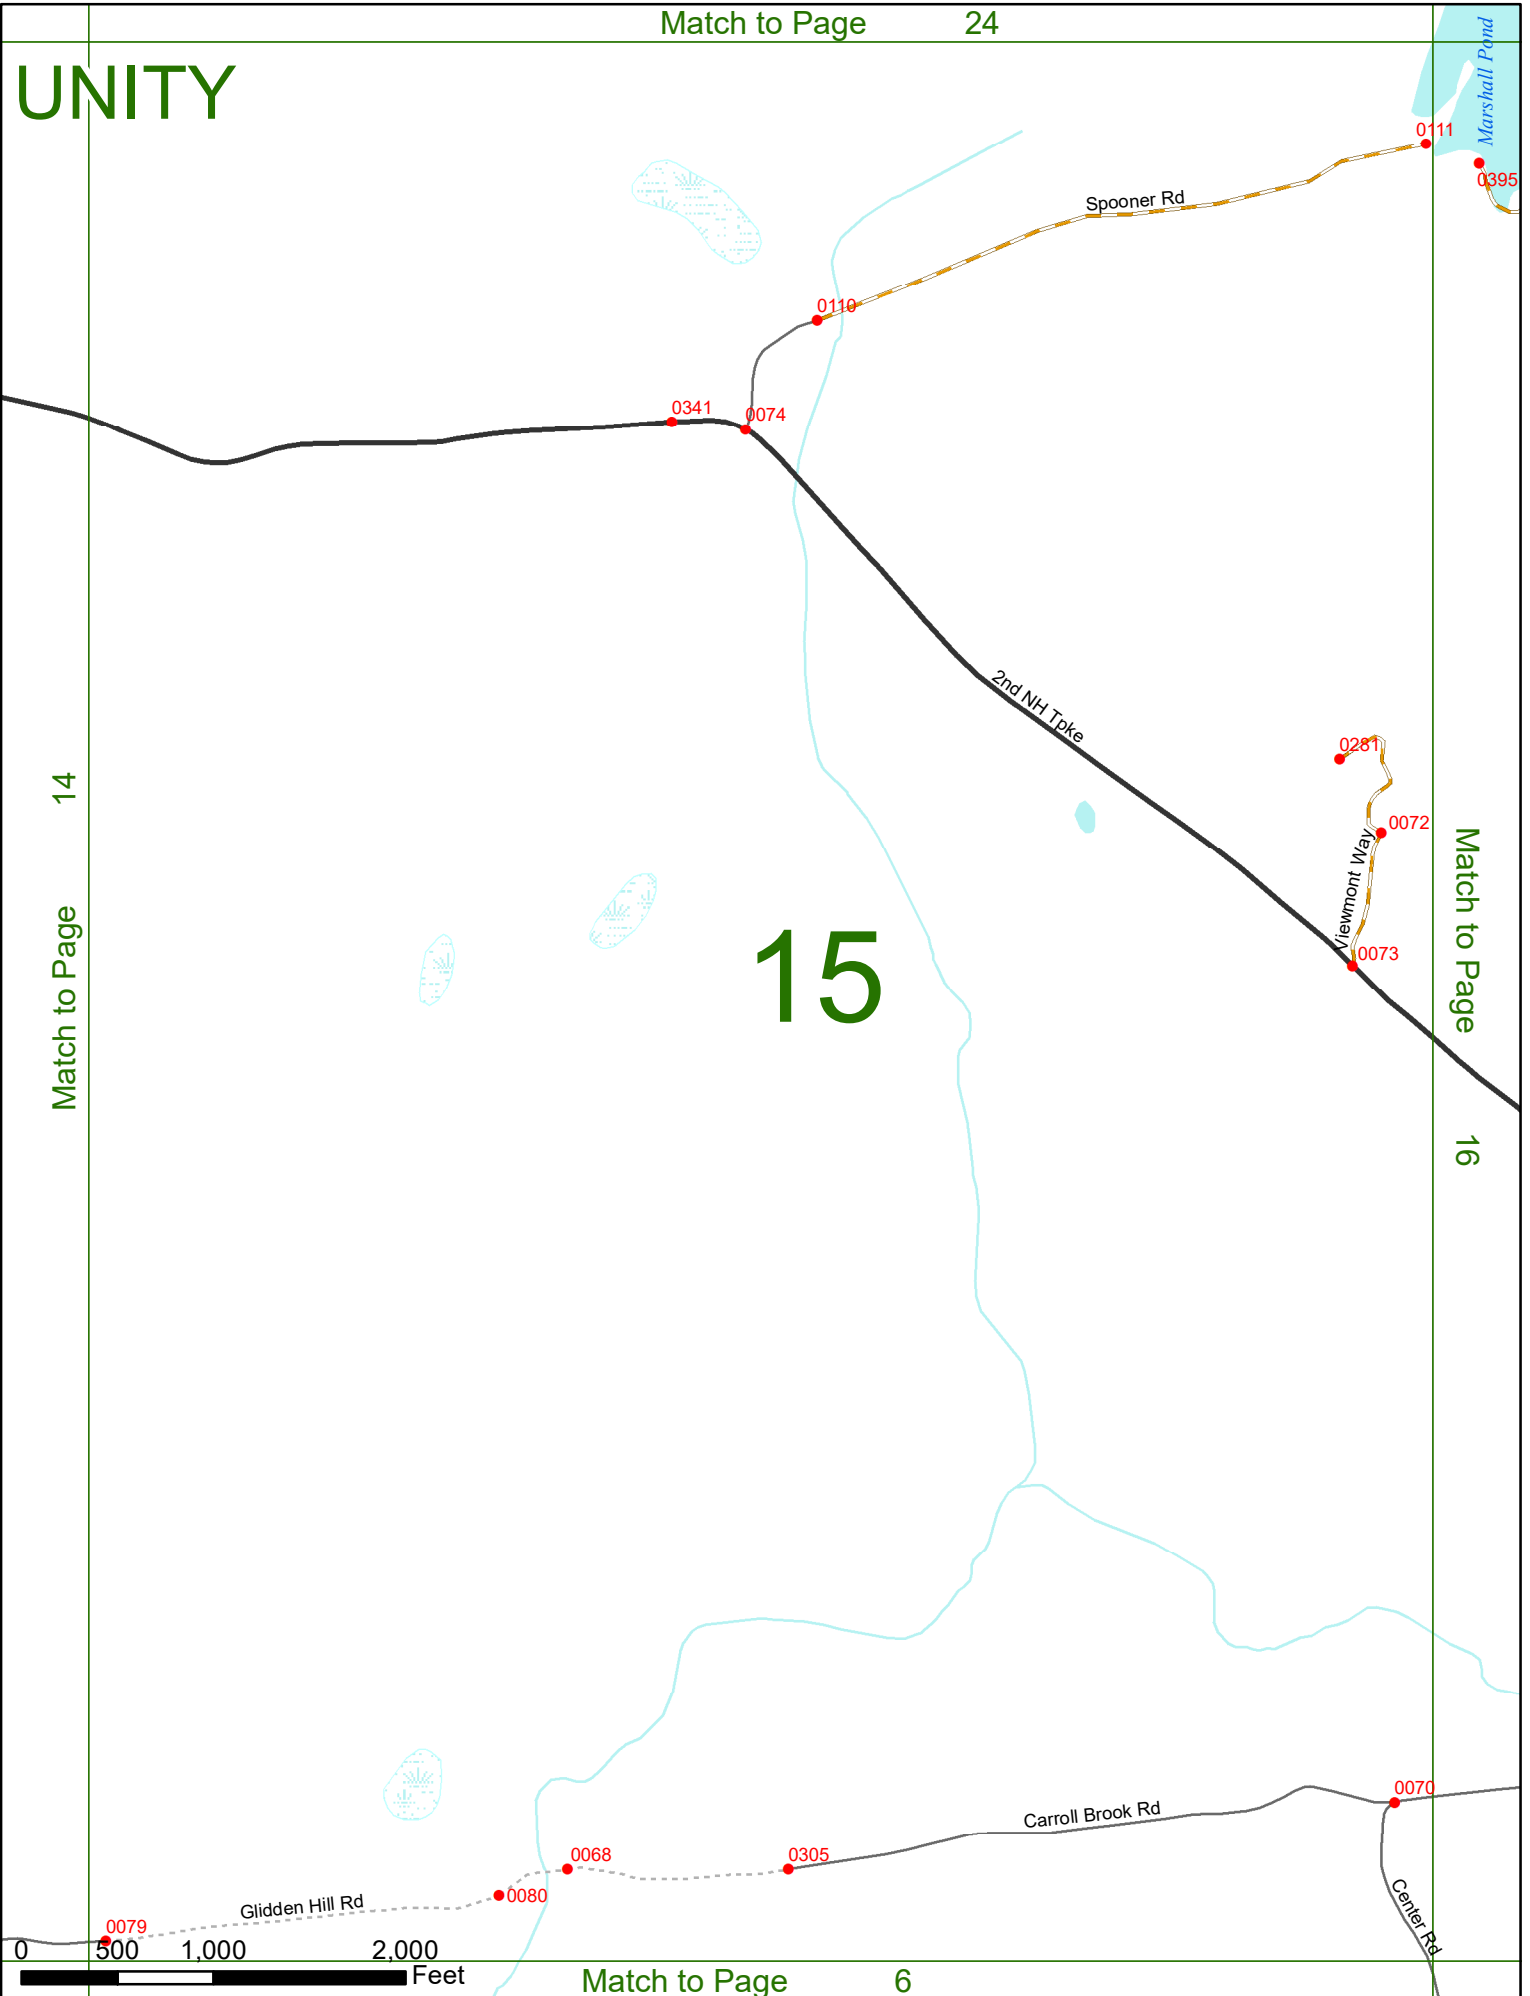 Match to Page 24
UNITY
Marshall Pond
0111
0395
Spooner Rd
0110
0341
0074
2nd NH Tpke
0281
0072
Viewmont Way
0073
14
Match to Page
15
Match to Page
16
0070
Carroll Brook Rd
0068
0305
0080
Glidden Hill Rd
Center Rd
0079
0 500 1,000 2,000
Feet
Match to Page 6